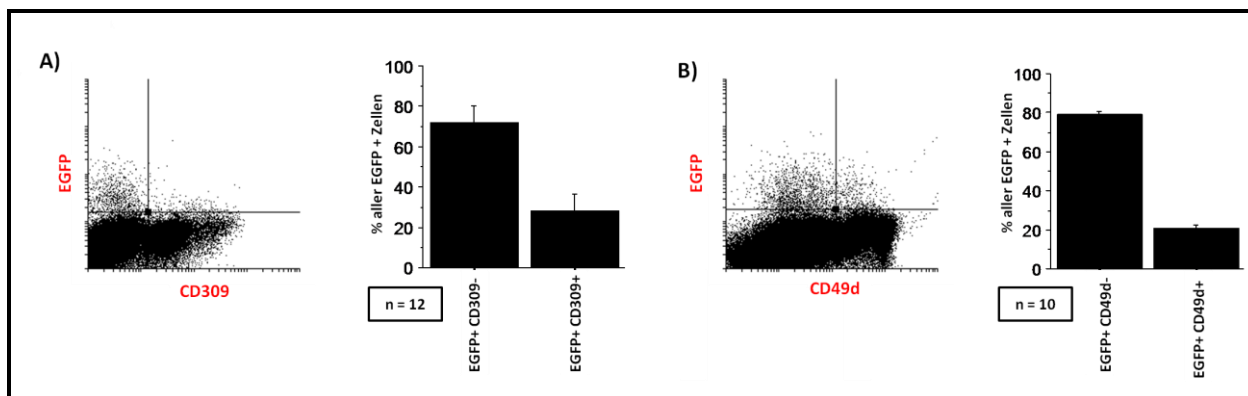 A)
EGFP
CD309
% aller EGFP + Zellen
100
80
60
40
20
0
n = 12
EGFP+ CD309-
EGFP+ CD309+
B)
EGFP
CD49d
% aller EGFP + Zellen
100
80
60
40
20
0
n = 10
EGFP+ CD49d-
EGFP+ CD49d+